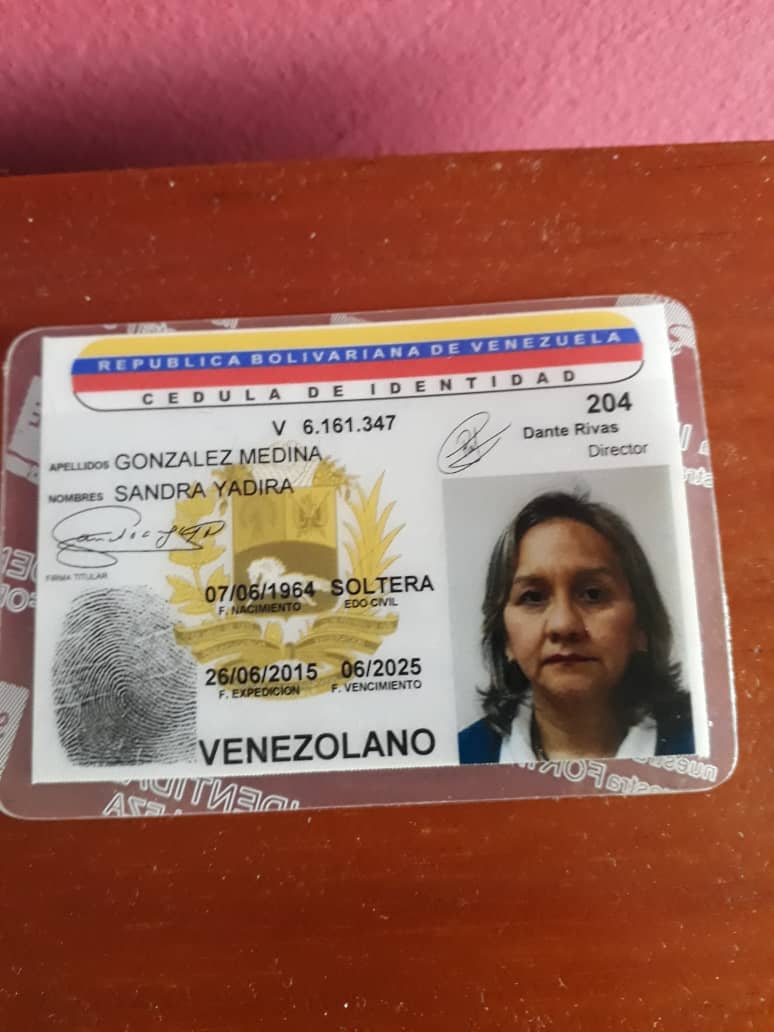 REPUBLICA BOLIVARIANA DE VENEZUELA
CEDULA DE IDENTIDAD
204
V 6.161.347
Dante Rivas
Director
APELLIDOS GONZALEZ MEDINA
NOMBRES SANDRA YADIRA
FIRMA TITULAR
07/06/1964 SOLTERA
F. NACIMIENTO EDO CIVIL
26/06/2015 06/2025
F. EXPEDICION F. VENCIMIENTO
VENEZOLANO